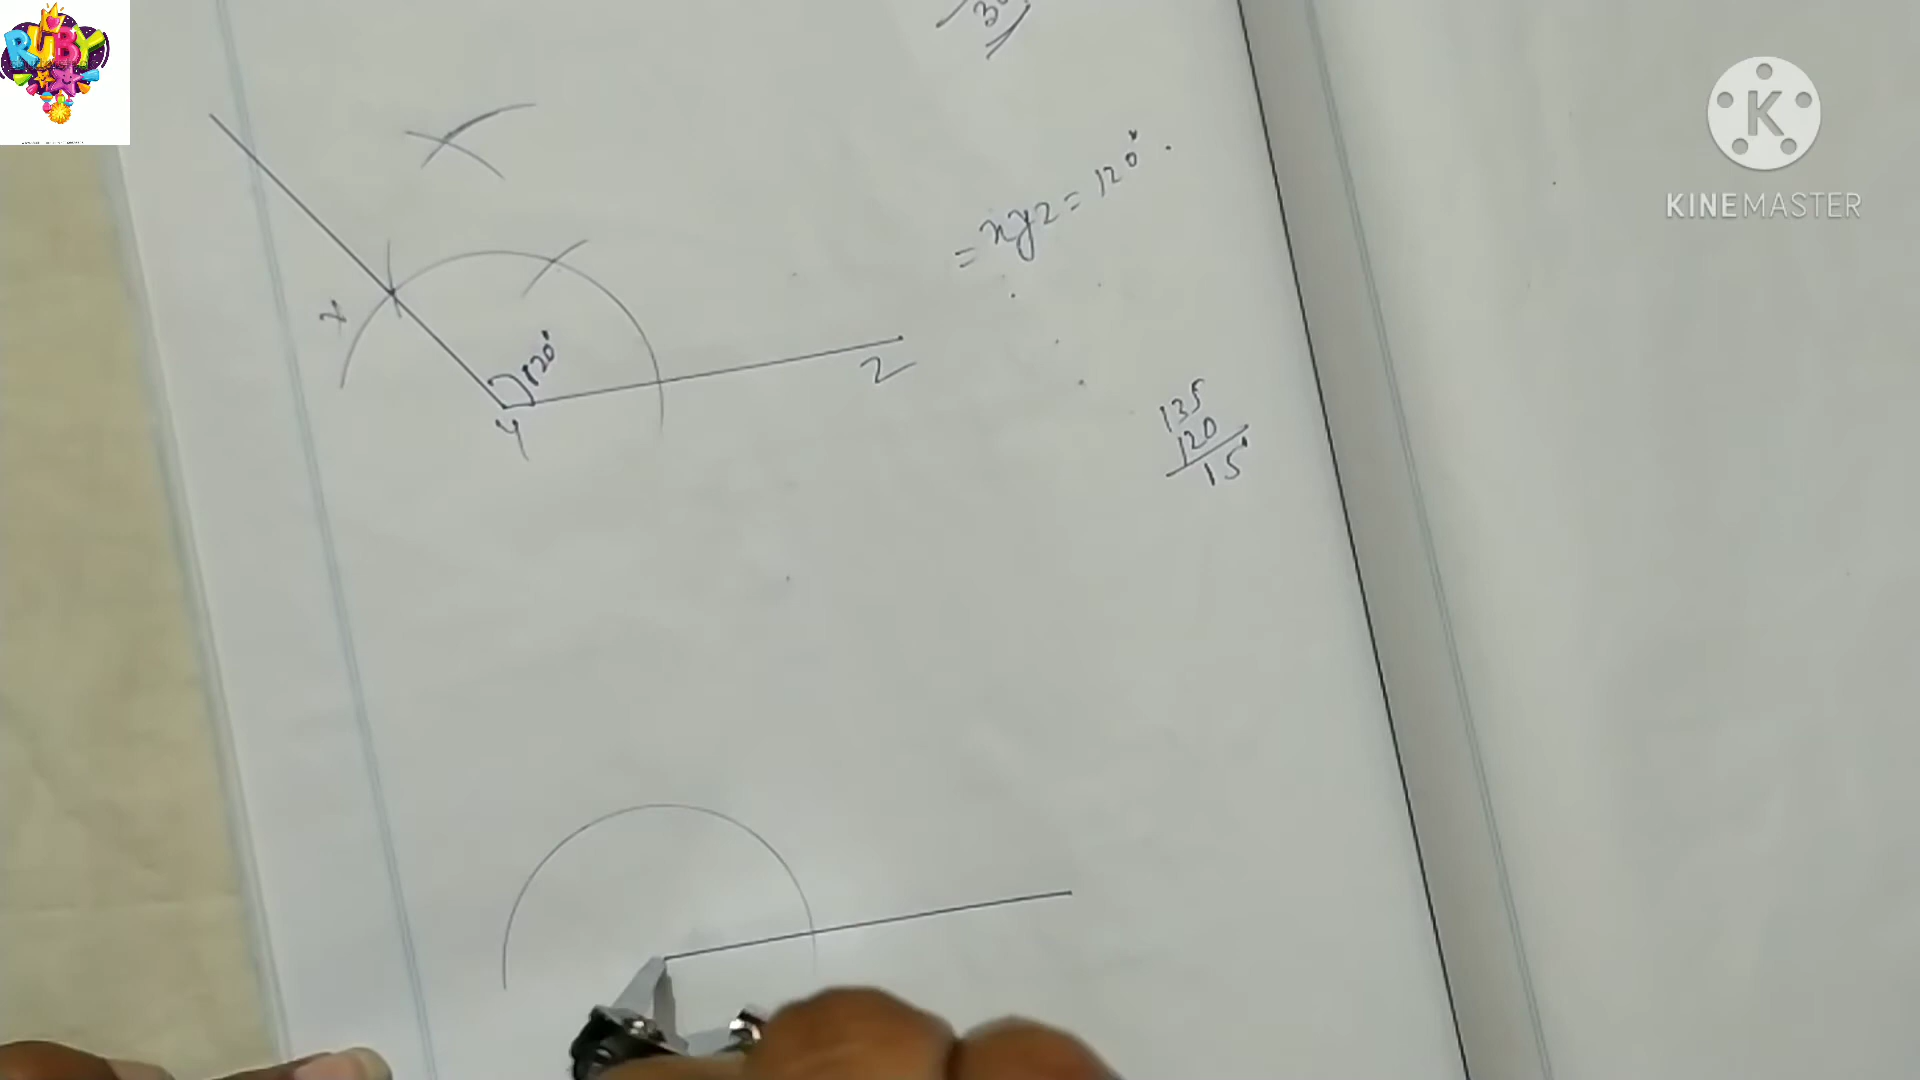 RUBY
K
KINEMASTER
= xyz = 120°.
X
120°
Y
Z
135
120
15°